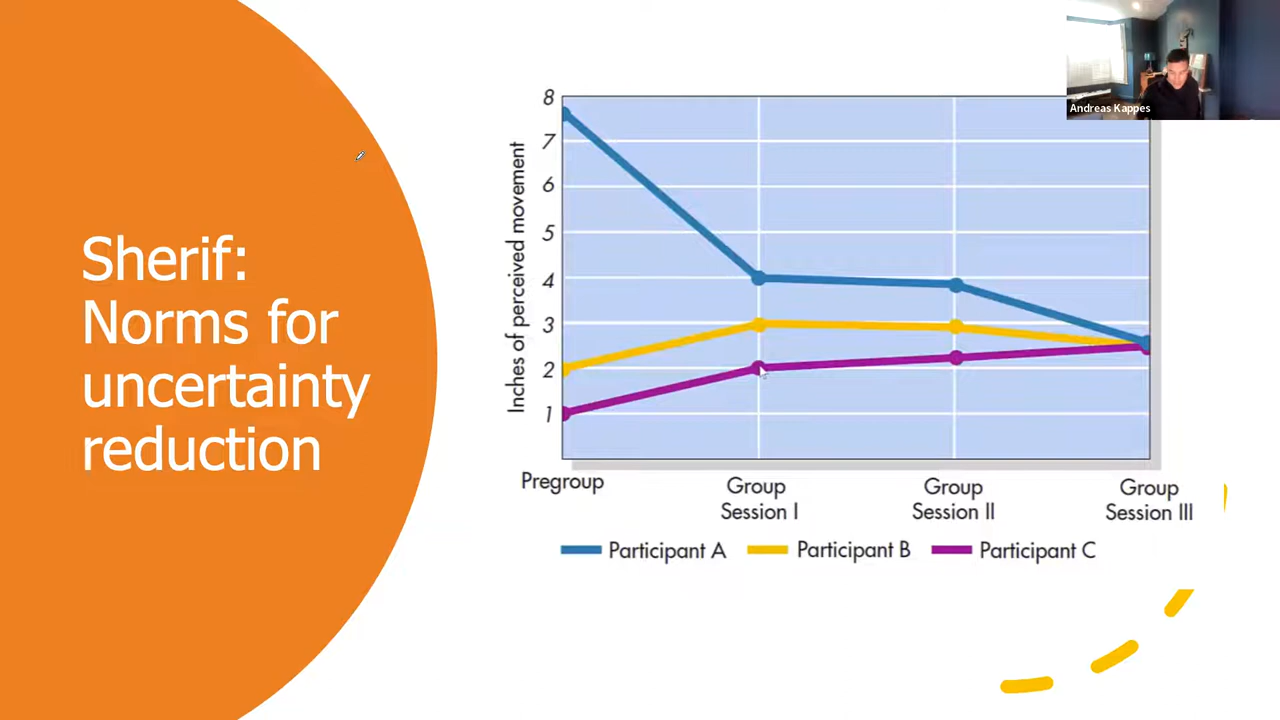 Andreas Kappes
Sherif:
Norms for
uncertainty
reduction
Inches of perceived movement
8
7
6
5
4
3
2
1
Pregroup
Group
Session I
Group
Session II
Group
Session III
Participant A
Participant B
Participant C